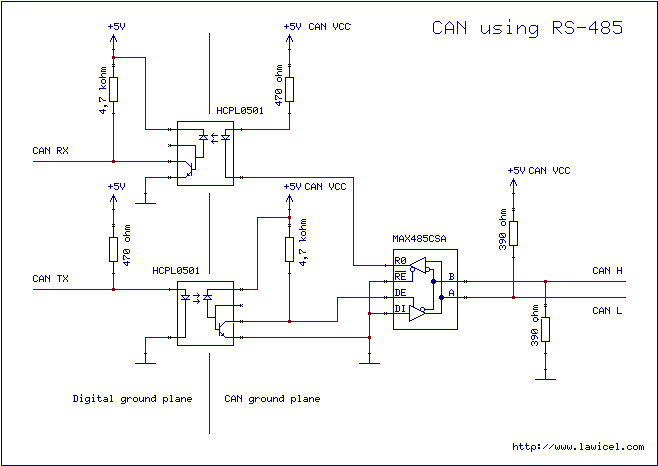 CAN using RS-485
+5V
+5V CAN VCC
4,7 kohm
470 ohm
HCPL0501
CAN RX
+5V
+5V CAN VCC
+5V CAN VCC
470 ohm
4,7 kohm
390 ohm
MAX485CSA
HCPL0501
RO
RE
DE
DI
B
A
CAN H
CAN TX
CAN L
390 ohm
Digital ground plane
CAN ground plane
http://www.lawicel.com